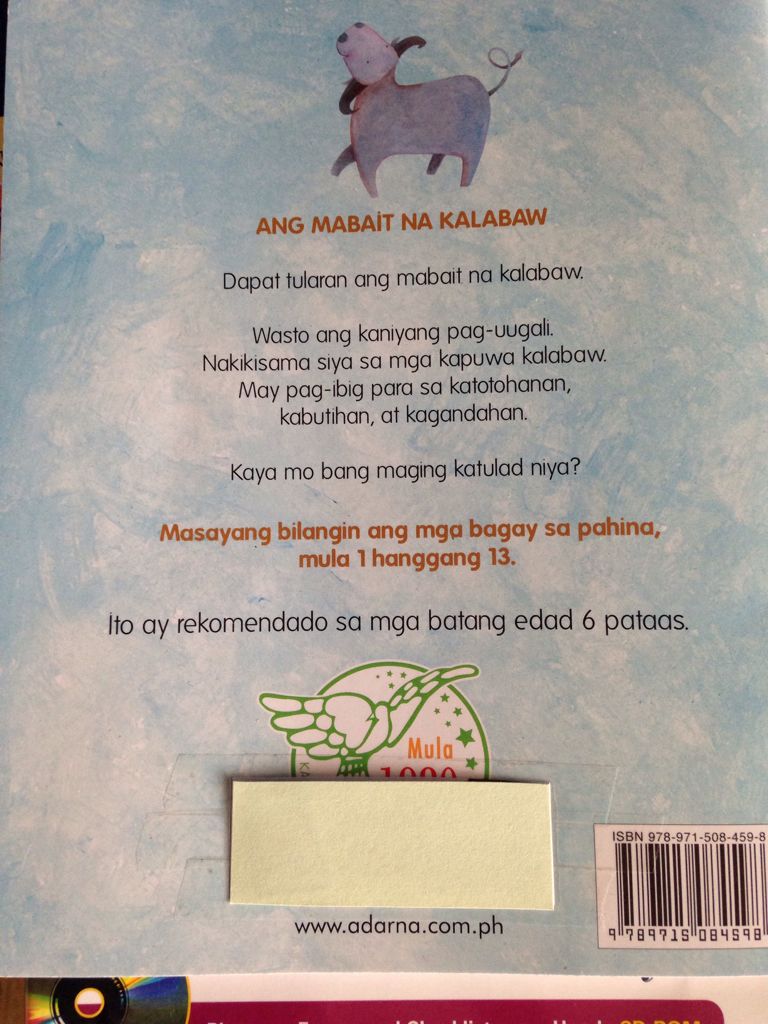 ANG MABAIT NA KALABAW
Dapat tularan ang mabait na kalabaw.
Wasto ang kaniyang pag-uugali.
Nakikisama siya sa mga kapuwa kalabaw.
May pag-ibig para sa katotohanan,
kabutihan, at kagandahan.
Kaya mo bang maging katulad niya?
Masayang bilangin ang mga bagay sa pahina,
mula 1 hanggang 13.
Ito ay rekomendado sa mga batang edad 6 pataas.
Mula
www.adarna.com.ph
ISBN 978-971-508-459-8
9 789715 084598
CD-ROM